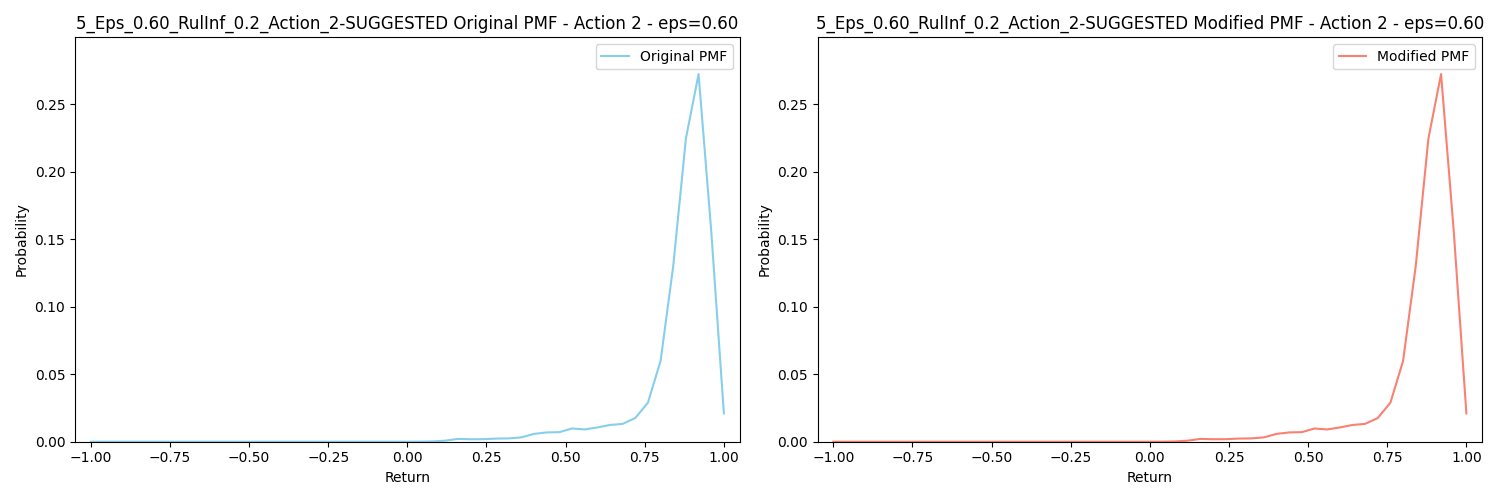 5_Eps_0.60_RulInf_0.2_Action_2-SUGGESTED Original PMF - Action 2 - eps=0.60
Original PMF
Probability
0.25
0.20
0.15
0.10
0.05
0.00
−1.00 −0.75 −0.50 −0.25 0.00 0.25 0.50 0.75 1.00
Return
5_Eps_0.60_RulInf_0.2_Action_2-SUGGESTED Modified PMF - Action 2 - eps=0.60
Modified PMF
Probability
0.25
0.20
0.15
0.10
0.05
0.00
−1.00 −0.75 −0.50 −0.25 0.00 0.25 0.50 0.75 1.00
Return